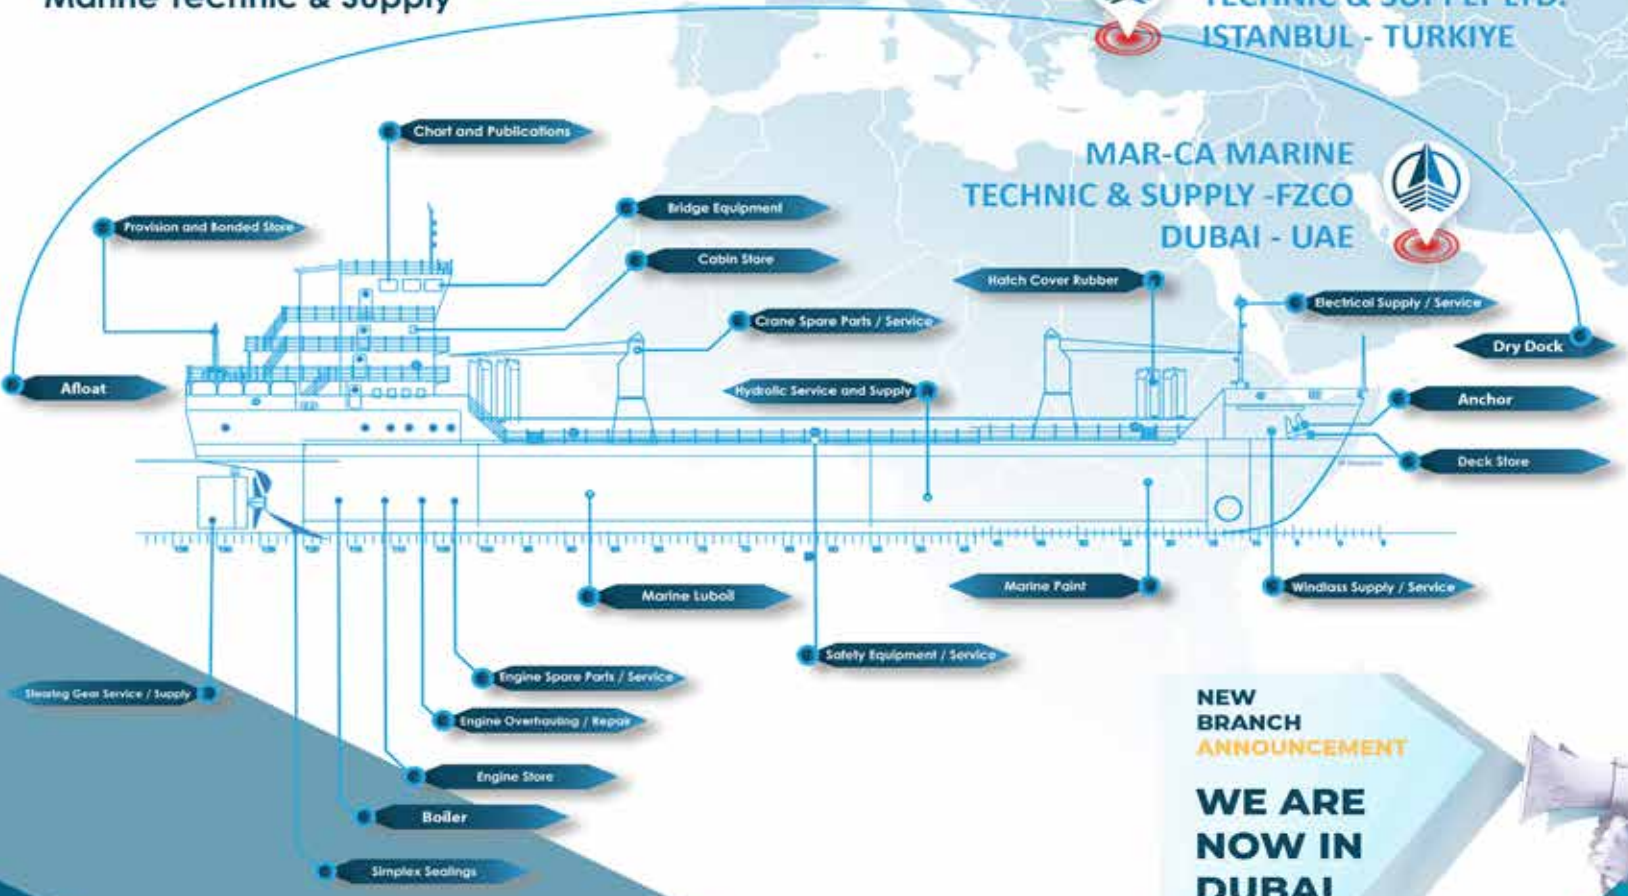 Marine Technic & Supply
TECHNIC & SUPPLY LTD.
ISTANBUL - TURKIYE
Chart and Publications
MAR-CA MARINE
TECHNIC & SUPPLY -FZCO
DUBAI - UAE
Provision and Bonded Store
Bridge Equipment
Cabin Store
Hatch Cover Rubber
Electrical Supply / Service
Crane Spare Parts / Service
Dry Dock
Afloat
Hydrolic Service and Supply
Anchor
Deck Store
Marine Luboil
Marine Paint
Windlass Supply / Service
Safety Equipment / Service
Engine Spare Parts / Service
Stearing Gear Service / Supply
Engine Overhauling / Repair
Engine Store
Boiler
Simplex Sealings
NEW
BRANCH
ANNOUNCEMENT
WE ARE
NOW IN
DUBAI